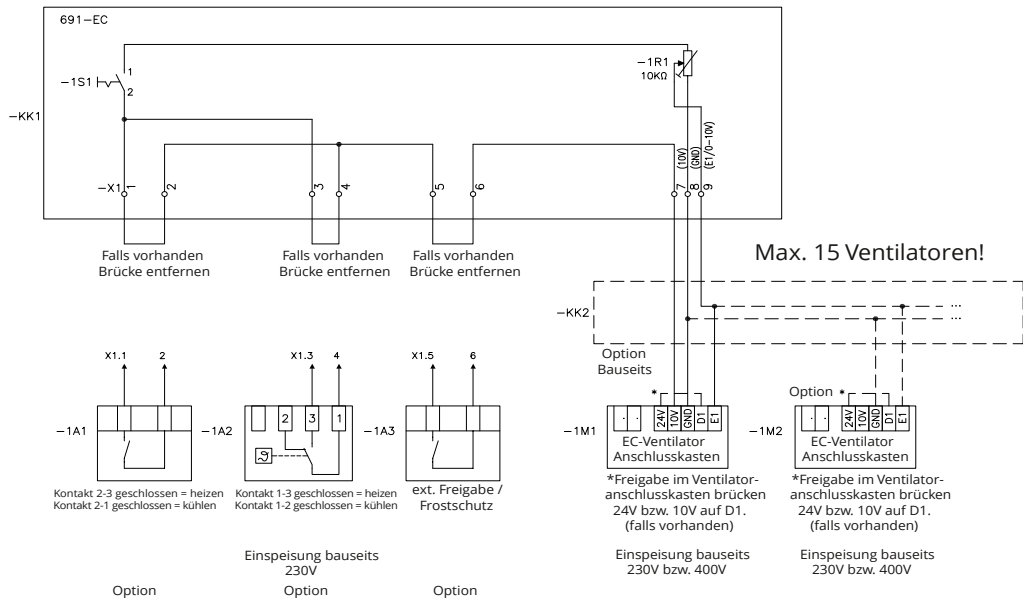 691-EC
-1S1
1
2
-1R1
10KΩ
-KK1
(10V)
(GND)
(E1/0-10V)
-X1
1
2
3
4
5
6
7
8
9
Falls vorhanden
Brücke entfernen
Falls vorhanden
Brücke entfernen
Falls vorhanden
Brücke entfernen
Max. 15 Ventilatoren!
-KK2
...
...
Option
Bauseits
X1.1
2
X1.3
4
X1.5
6
-1A1
-1A2
2
3
1
-1A3
*
24V
10V
GND
D1
E1
-1M1
EC-Ventilator
Anschlusskasten
Option *
24V
10V
GND
D1
E1
-1M2
EC-Ventilator
Anschlusskasten
Kontakt 2-3 geschlossen = heizen
Kontakt 2-1 geschlossen = kühlen
Kontakt 1-3 geschlossen = heizen
Kontakt 1-2 geschlossen = kühlen
ext. Freigabe /
Frostschutz
*Freigabe im Ventilator-
anschlusskasten brücken
24V bzw. 10V auf D1.
(falls vorhanden)
*Freigabe im Ventilator-
anschlusskasten brücken
24V bzw. 10V auf D1.
(falls vorhanden)
Einspeisung bauseits
230V
Einspeisung bauseits
230V bzw. 400V
Einspeisung bauseits
230V bzw. 400V
Option
Option
Option